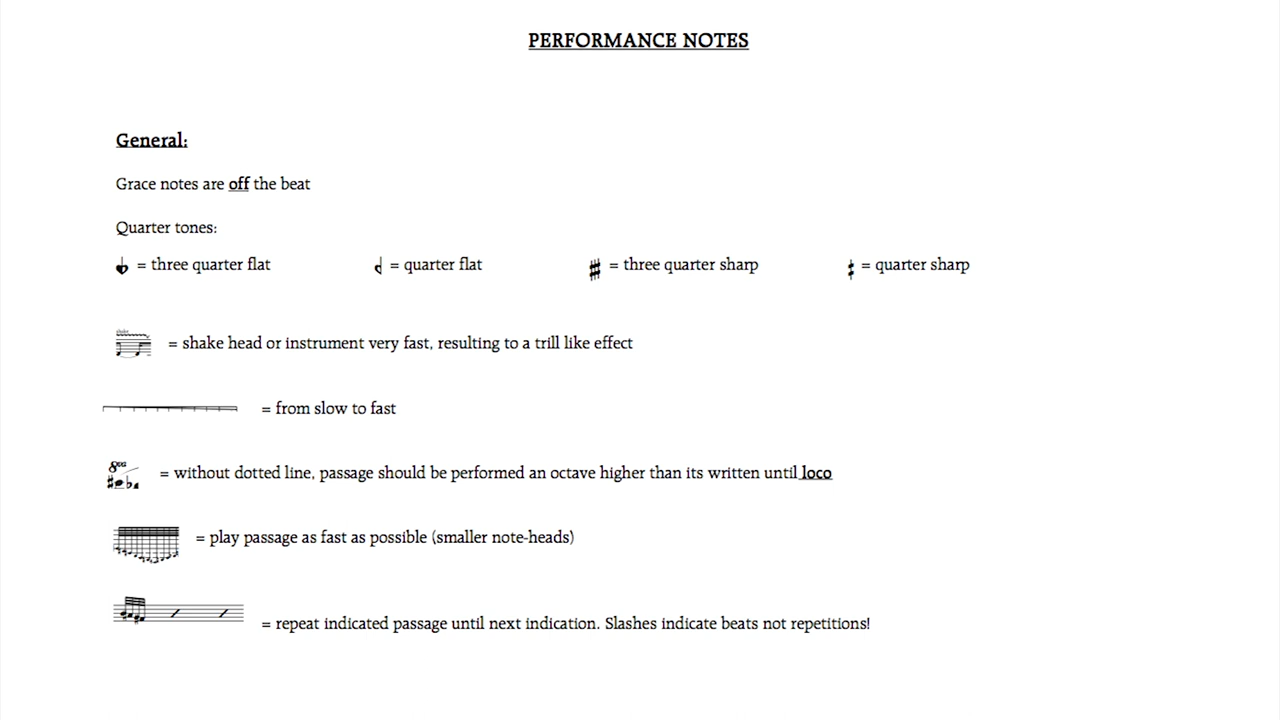 PERFORMANCE NOTES
General:
Grace notes are off the beat
Quarter tones:
= three quarter flat = quarter flat = three quarter sharp = quarter sharp
= shake head or instrument very fast, resulting to a trill like effect
= from slow to fast
8va = without dotted line, passage should be performed an octave higher than its written until loco
= play passage as fast as possible (smaller note-heads)
= repeat indicated passage until next indication. Slashes indicate beats not repetitions!